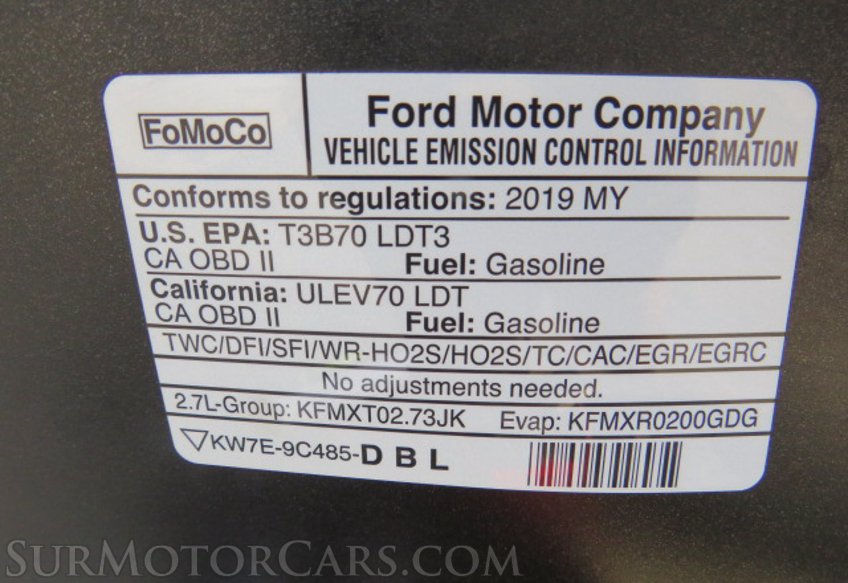 FoMoCo
Ford Motor Company
VEHICLE EMISSION CONTROL INFORMATION
Conforms to regulations: 2019 MY
U.S. EPA: T3B70 LDT3
CA OBD II Fuel: Gasoline
California: ULEV70 LDT
CA OBD II Fuel: Gasoline
TWC/DFI/SFI/WR-HO2S/HO2S/TC/CAC/EGR/EGRC
No adjustments needed.
2.7L-Group: KFMXT02.73JK Evap: KFMXR0200GDG
KW7E-9C485-D B L
SURMOTORCARS.COM